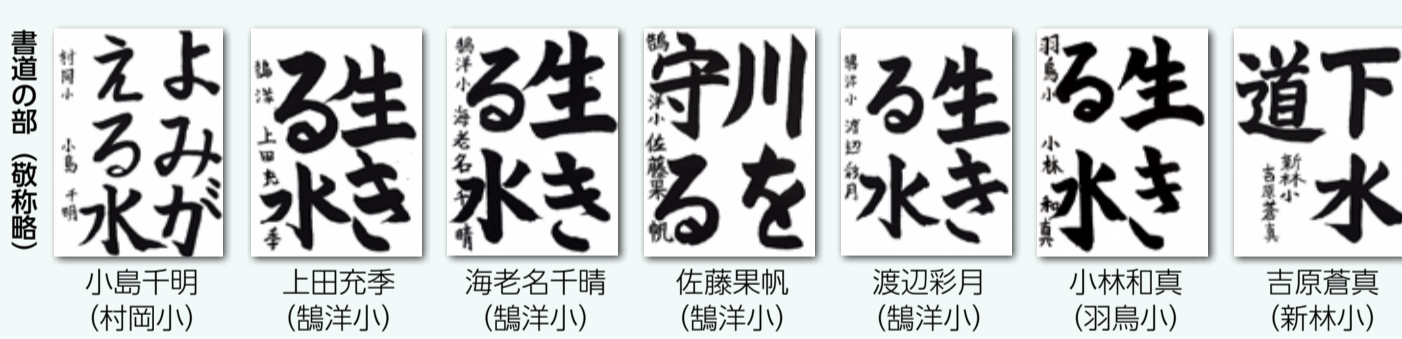 書道の部（敬称略）
よみが
える水
村岡小 小島 千明
小島千明
（村岡小）
生き
る水
鵠洋 上田充季
上田充季
（鵠洋小）
生き
る水
鵠洋小 海老名千晴
海老名千晴
（鵠洋小）
川を
守る
鵠洋小 佐藤果帆
佐藤果帆
（鵠洋小）
生き
る水
鵠洋小 渡辺 彩月
渡辺彩月
（鵠洋小）
生き
る水
羽鳥小 小林 和真
小林和真
（羽鳥小）
下水
道
新林小
吉原蒼真
吉原蒼真
（新林小）